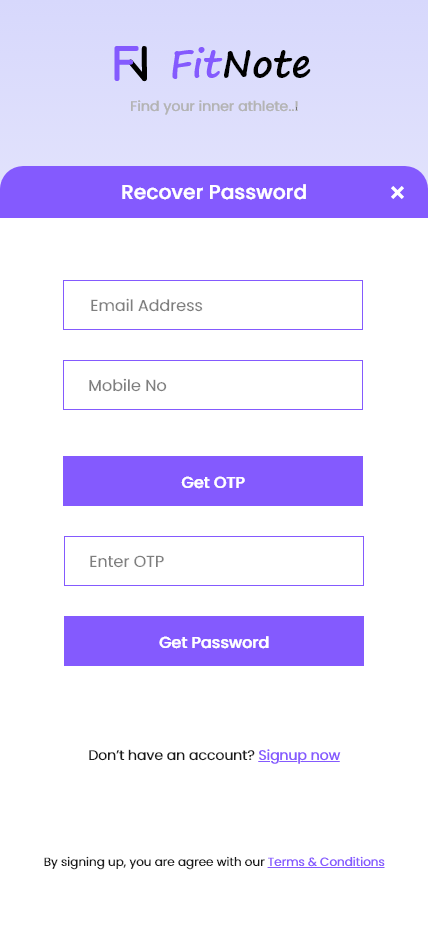 FN FitNote
Find your inner athlete..!
Recover Password ×
Email Address
Mobile No
Get OTP
Enter OTP
Get Password
Don't have an account? Signup now
By signing up, you are agree with our Terms & Conditions